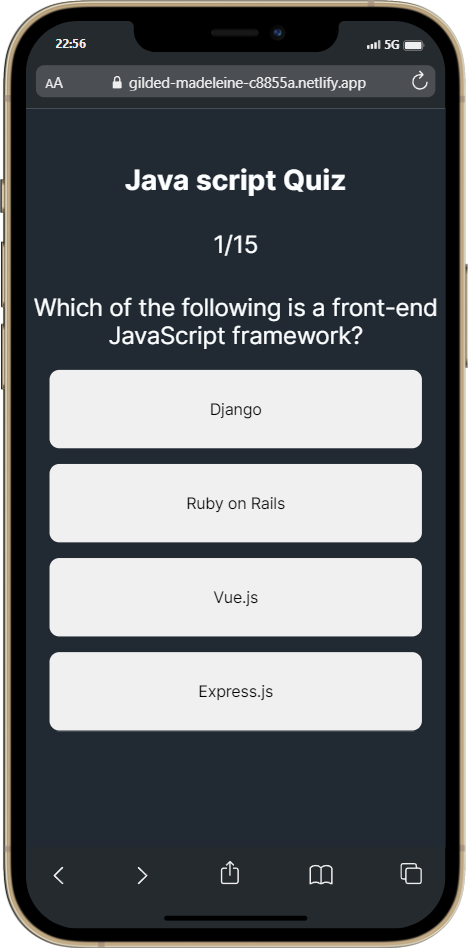 22:56 5G
AA gilded-madeleine-c8855a.netlify.app
Java script Quiz
1/15
Which of the following is a front-end
JavaScript framework?
Django
Ruby on Rails
Vue.js
Express.js